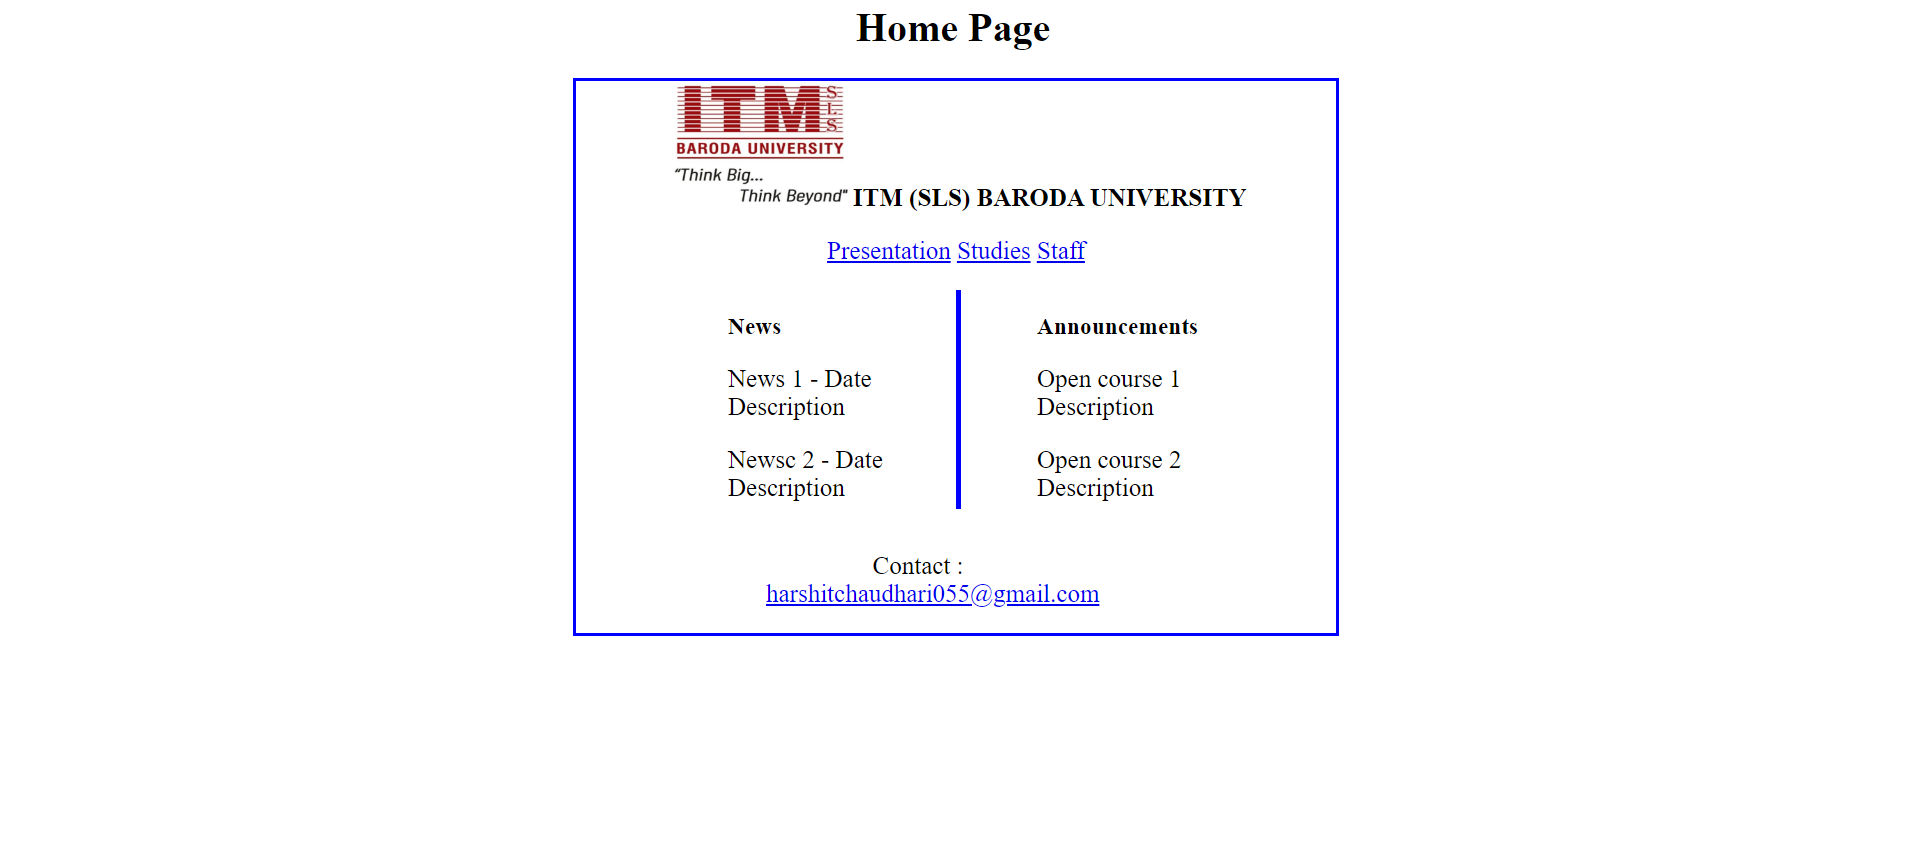 Home Page
ITM SLS
BARODA UNIVERSITY
“Think Big...
Think Beyond" ITM (SLS) BARODA UNIVERSITY
Presentation Studies Staff
News
News 1 - Date
Description
Newsc 2 - Date
Description
Announcements
Open course 1
Description
Open course 2
Description
Contact :
harshitchaudhari055@gmail.com